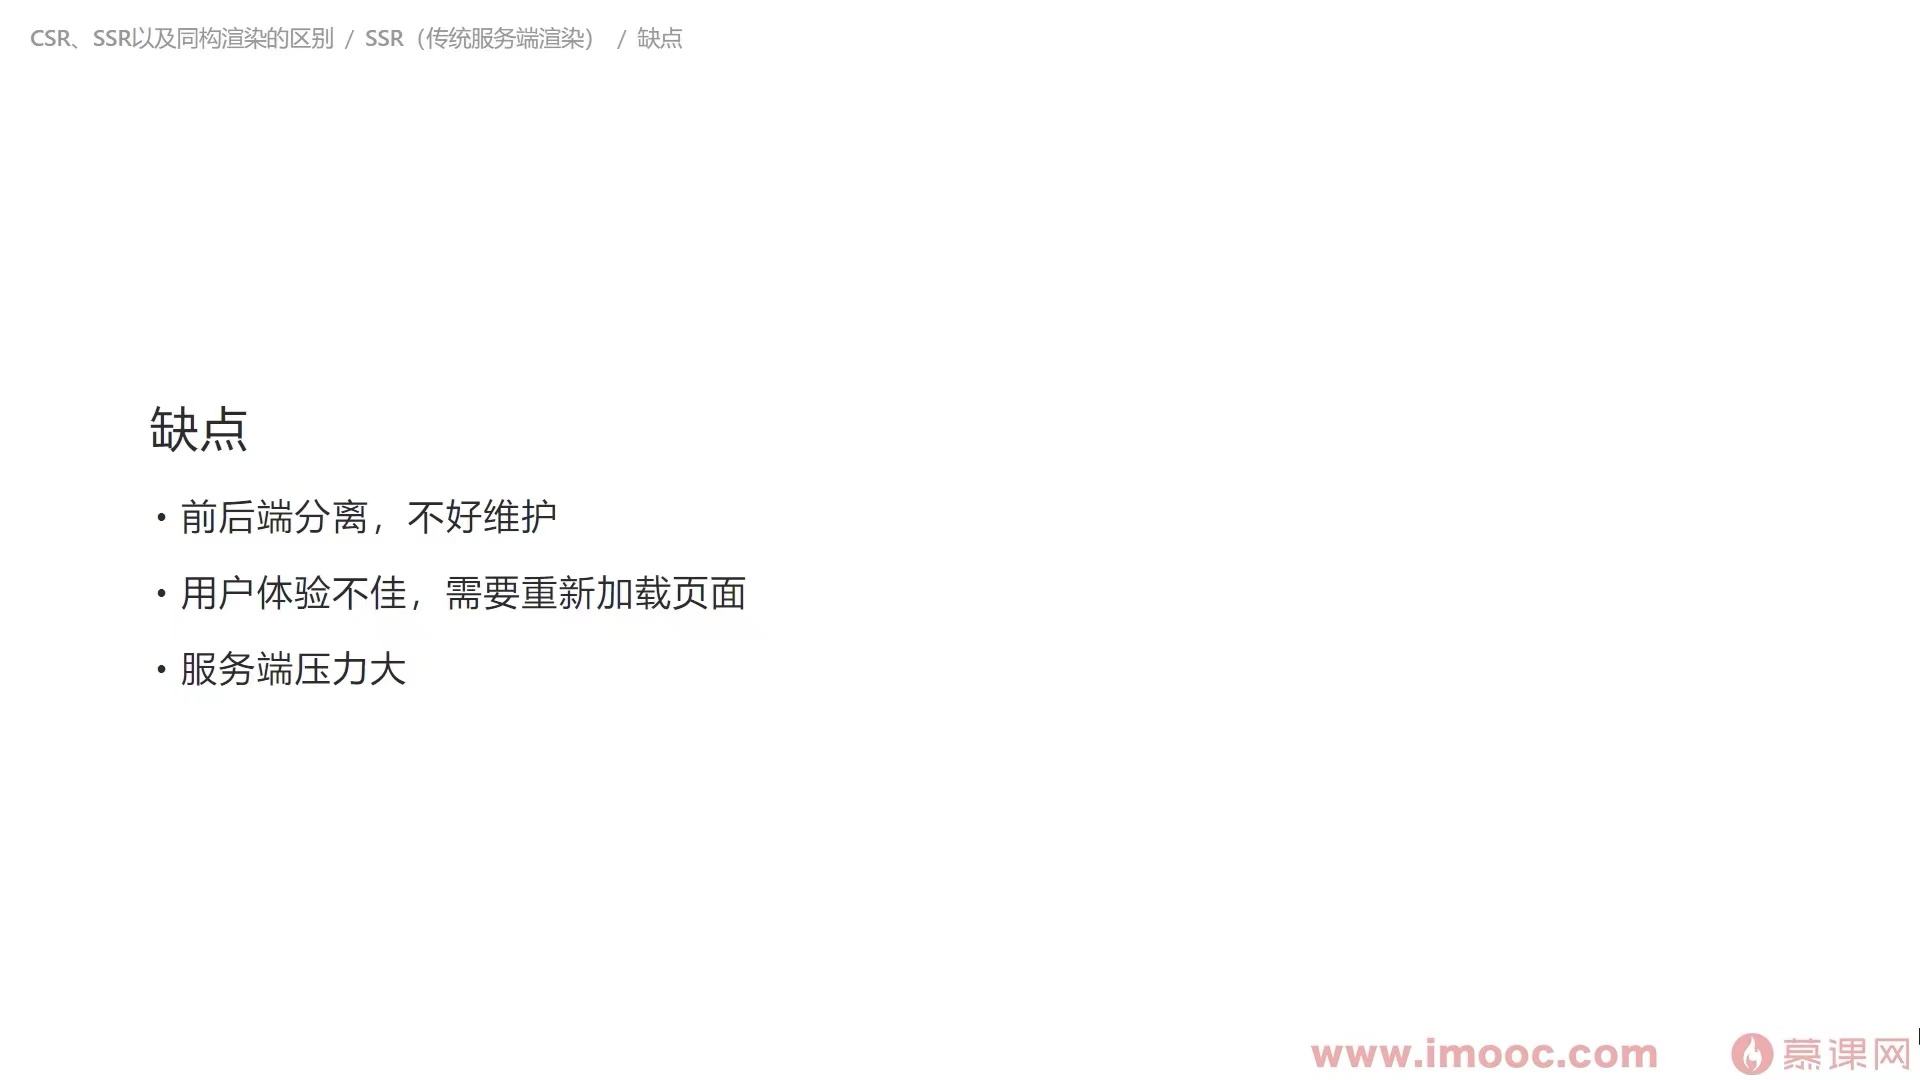 CSR、SSR以及同构渲染的区别 / SSR（传统服务端渲染） / 缺点
缺点
• 前后端分离，不好维护
• 用户体验不佳，需要重新加载页面
• 服务端压力大
www.imooc.com 慕课网